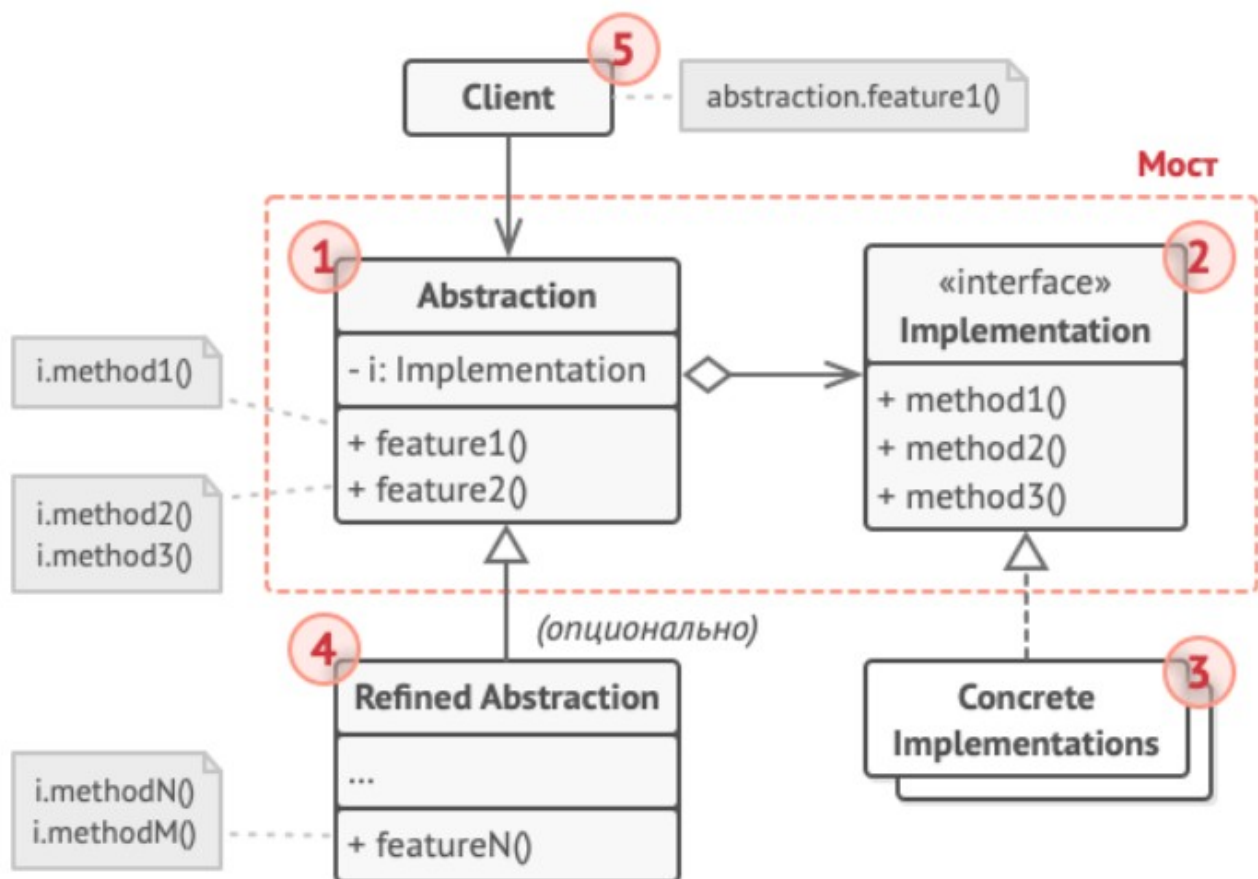 5
Client
abstraction.feature1()
Мост
1
Abstraction
- i: Implementation
+ feature1()
+ feature2()
2
«interface»
Implementation
+ method1()
+ method2()
+ method3()
i.method1()
i.method2()
i.method3()
(опционально)
4
Refined Abstraction
...
+ featureN()
3
Concrete
Implementations
i.methodN()
i.methodM()